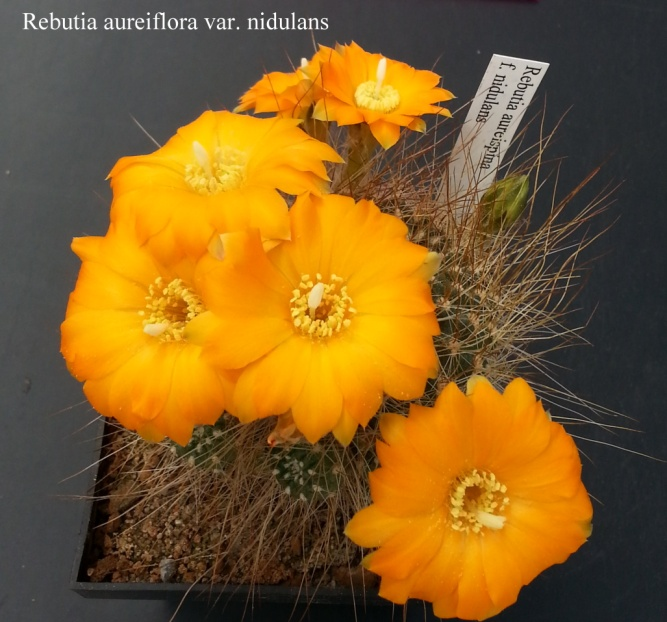 Rebutia aureiflora var. nidulans
Rebutia aureispina
f. nidulans